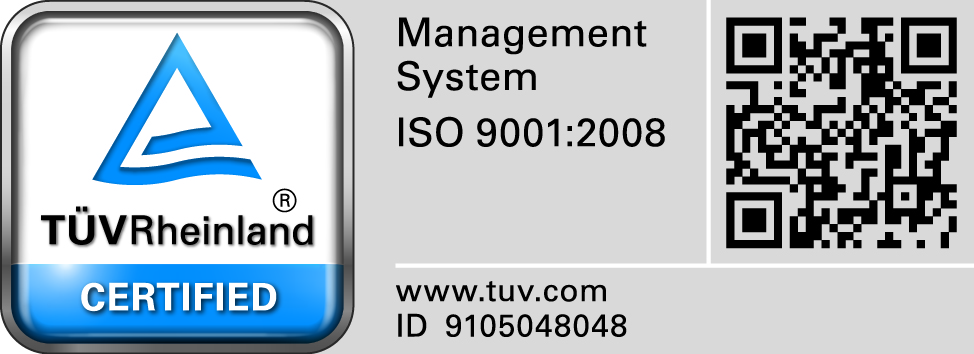 TÜVRheinland®
CERTIFIED
Management
System
ISO 9001:2008
www.tuv.com
ID 9105048048